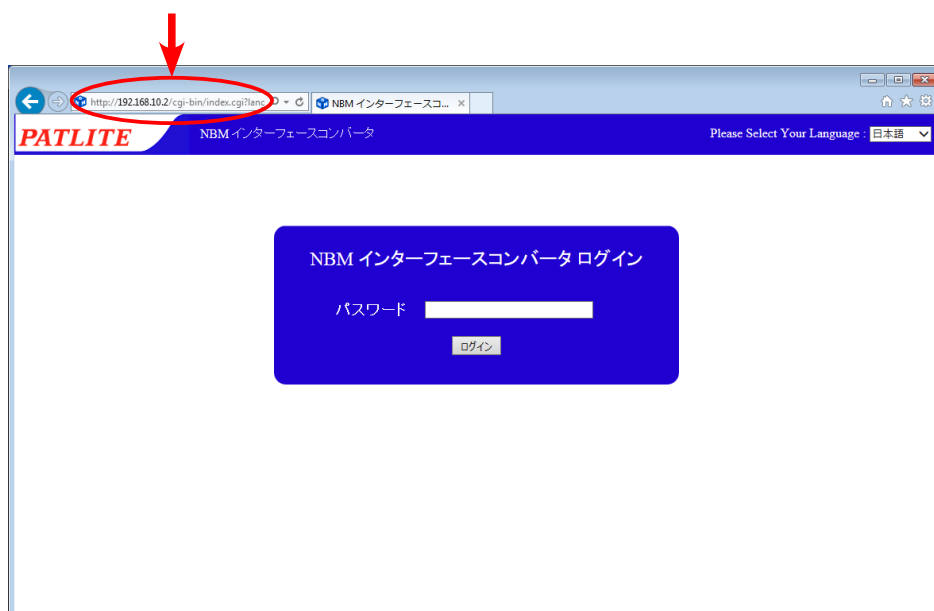 http://192.168.10.2/cgi-bin/index.cgi?lanc
NBM インターフェースコ...
PATLITE
NBM インターフェースコンバータ
Please Select Your Language : 日本語
NBM インターフェースコンバータ ログイン
パスワード
ログイン